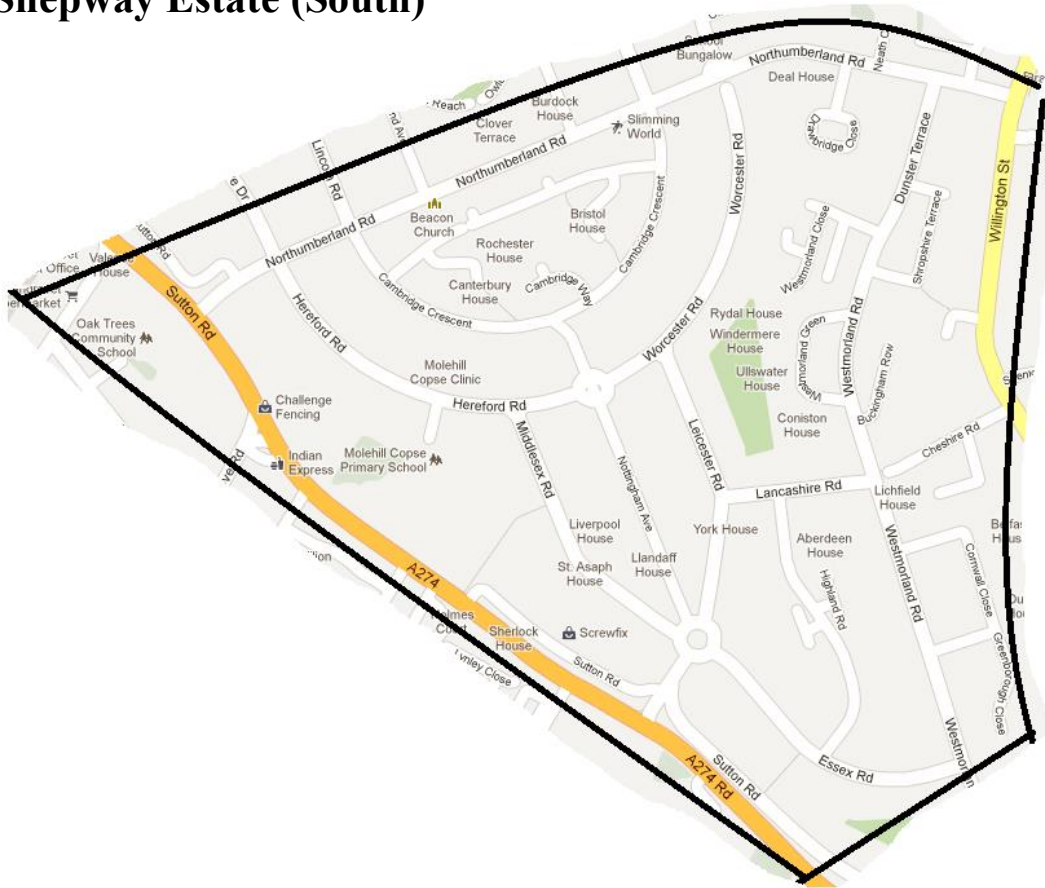 Shepway Estate (South)
Bungalow
Northumberland Rd
Deal House
Reach
Burdock
House
Clover
Terrace
Slimming
World
Drawbridge Close
Northumberland Rd
Lincoln Rd
Worcester Rd
Dunster Terrace
Willington St
Beacon
Church
Bristol
House
Cambridge Crescent
Westmorland Close
Shropshire Terrace
Northumberland Rd
Rochester
House
Canterbury
House
Cambridge Way
Sutton Rd
Oak Trees
Community
School
Cambridge Crescent
Hereford Rd
Worcester Rd
Rydal House
Windermere
House
Ullswater
House
Westmorland Green
Westmorland Rd
Buckingham Row
Molehill
Copse Clinic
Hereford Rd
Challenge
Fencing
Coniston
House
Cheshire Rd
Indian
Express
Molehill Copse
Primary School
Middlesex Rd
Nottingham Ave
Leicester Rd
Lancashire Rd
Lichfield
House
Liverpool
House
York House
Aberdeen
House
Llandaff
House
St. Asaph
House
Westmorland Rd
Cornwall Close
Highland Rd
A274
Holmes
Court
Sherlock
House
Screwfix
Sutton Rd
Greenborough Close
Essex Rd
Sutton Rd
A274 Rd